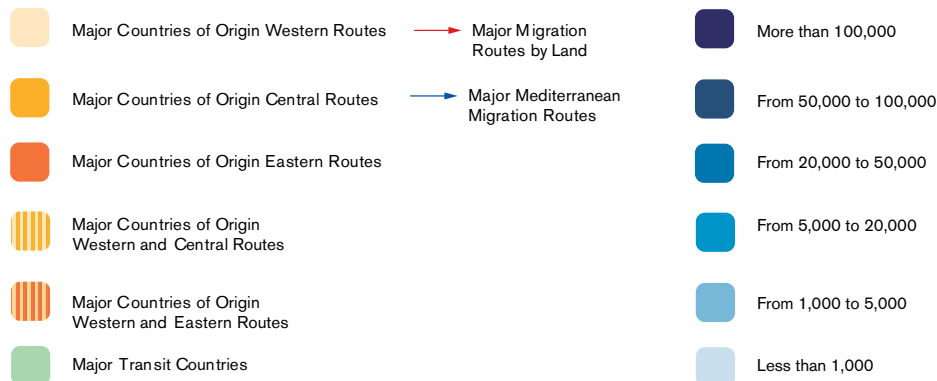 Major Countries of Origin Western Routes
Major Countries of Origin Central Routes
Major Countries of Origin Eastern Routes
Major Countries of Origin
Western and Central Routes
Major Countries of Origin
Western and Eastern Routes
Major Transit Countries
Major Migration
Routes by Land
Major Mediterranean
Migration Routes
More than 100,000
From 50,000 to 100,000
From 20,000 to 50,000
From 5,000 to 20,000
From 1,000 to 5,000
Less than 1,000